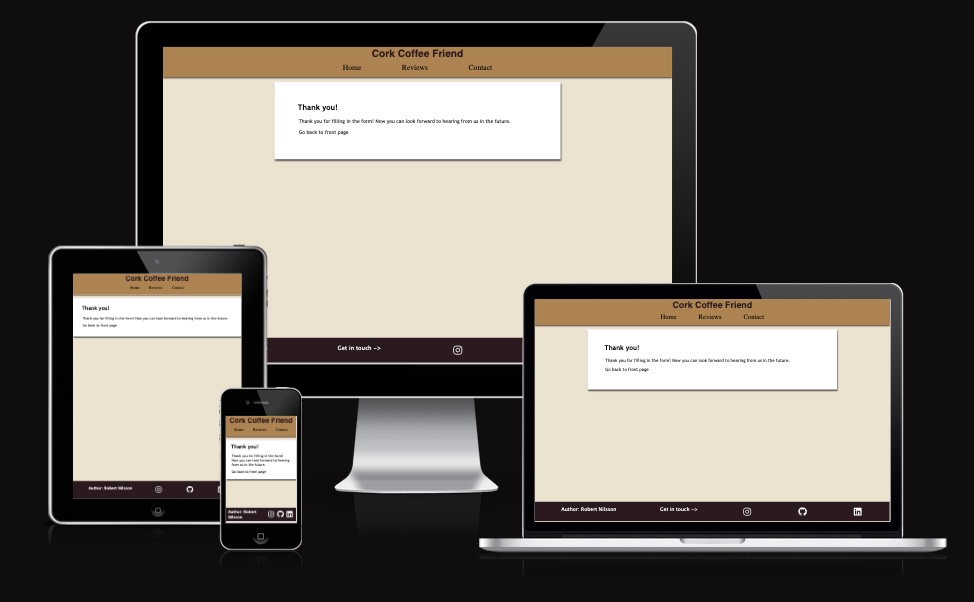 Cork Coffee Friend
Home Reviews Contact
Thank you!
Thank you for filling in the form! Now you can look forward to hearing from us in the future.
Go back to front page
Get in touch ~>
Cork Coffee Friend
Home Reviews Contact
Thank you!
Thank you for filling in the form! Now you can look forward to hearing from us in the future.
Go back to front page
Author: Robert Nilsson
Cork Coffee Friend
Home Reviews Contact
Thank you!
Thank you for filling in the form!
Now you can look forward to hearing
from us in the future.
Go back to front page
Author: Robert
Nilsson
Cork Coffee Friend
Home Reviews Contact
Thank you!
Thank you for filling in the form! Now you can look forward to hearing from us in the future.
Go back to front page
Author: Robert Nilsson Get in touch ~>